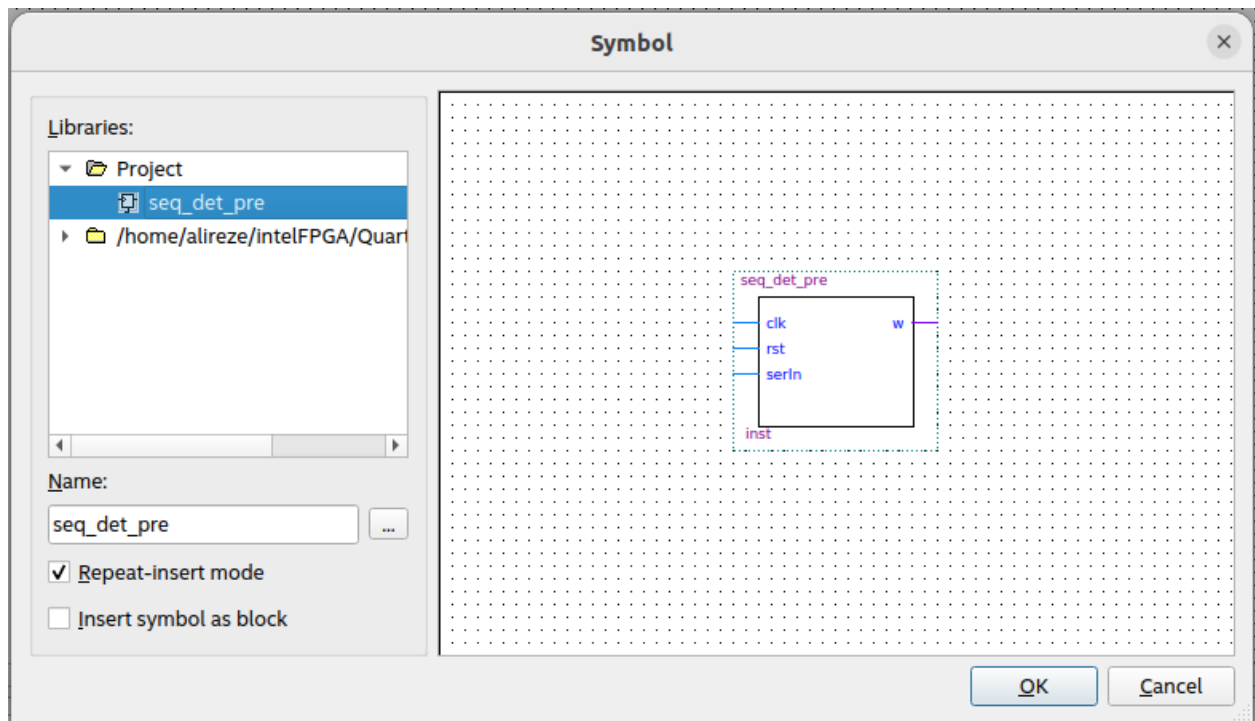 Symbol
Libraries:
Project
seq_det_pre
/home/alireze/intelFPGA/Quart
Name:
seq_det_pre
...
Repeat-insert mode
Insert symbol as block
seq_det_pre
clk w
rst
serIn
inst
OK Cancel